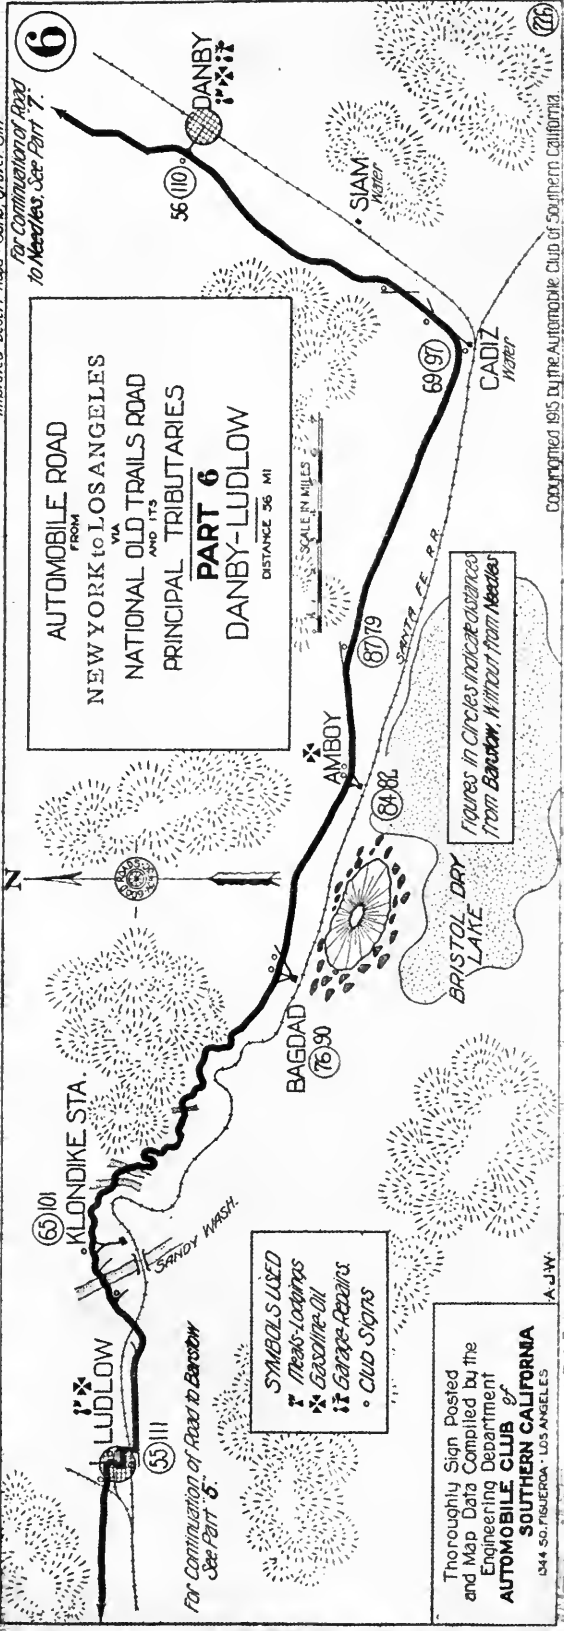 6
For Continuation of Road
to Needles, See Part "7."
226
DANBY
56 110
SIAM
Water
69 97
CADIZ
Water
Copyrighted 1915 by the Automobile Club of Southern California.
AUTOMOBILE ROAD
FROM
NEW YORK to LOS ANGELES
VIA
NATIONAL OLD TRAILS ROAD
AND ITS
PRINCIPAL TRIBUTARIES
PART 6
DANBY-LUDLOW
DISTANCE 56 MI
SCALE IN MILES
87 79
SANTA FE R.R.
Figures in Circles indicate distances
from Barstow, Without from Needles
AMBOY
84 82
N
BRISTOL DRY
LAKE
BAGDAD
76 90
65 101
KLONDIKE STA.
SANDY WASH.
SYMBOLS USED
Meals-Lodgings
Gasoline-Oil
Garage-Repairs
Club Signs
LUDLOW
55 111
For Continuation of Road to Barstow
See Part "5."
A.J.W.
Thoroughly Sign Posted
and Map Data Compiled by the
Engineering Department
AUTOMOBILE CLUB of
SOUTHERN CALIFORNIA
1344 SO. FIGUEROA - LOS ANGELES